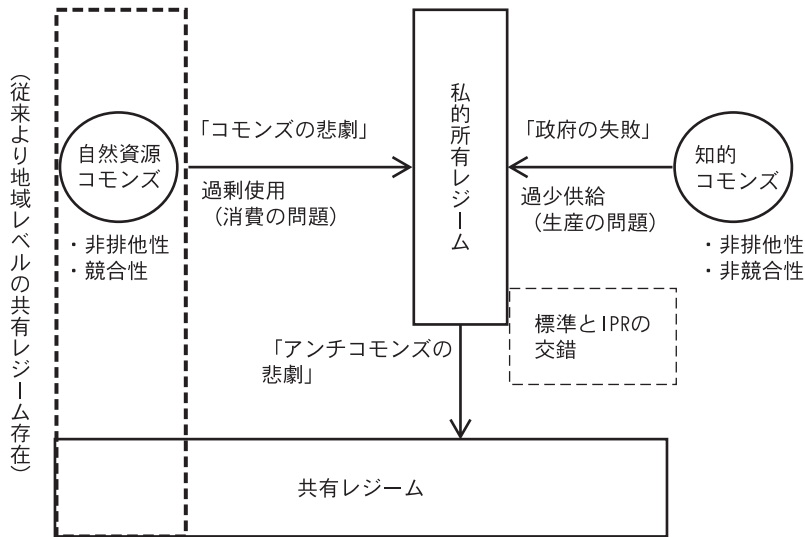 （従来より地域レベルの共有レジーム存在）
自然資源
コモンズ
・非排他性
・競合性
「コモンズの悲劇」
過剰使用
（消費の問題）
私的所有レジーム
「政府の失敗」
過少供給
（生産の問題）
知的
コモンズ
・非排他性
・非競合性
標準とIPRの
交錯
「アンチコモンズの
悲劇」
共有レジーム